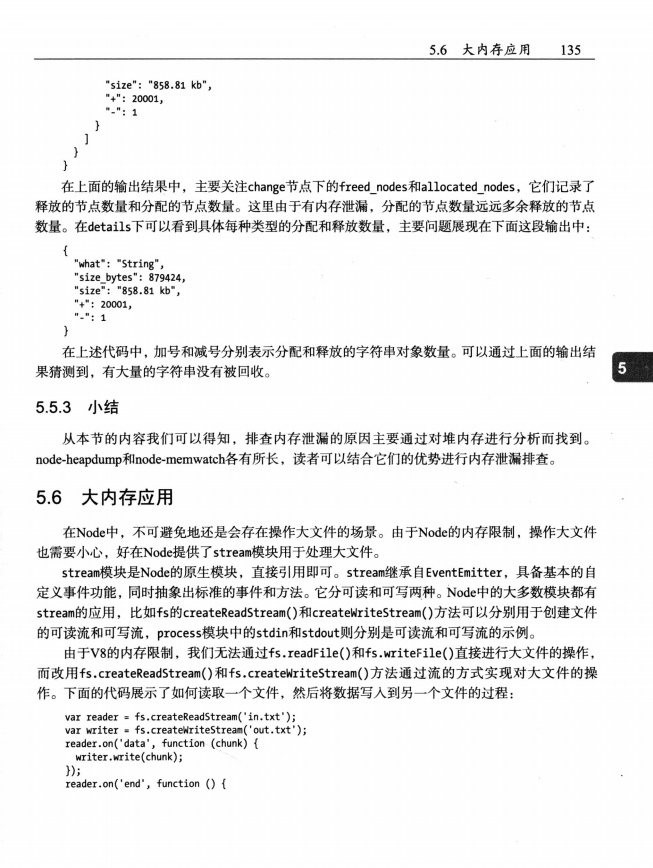 5.6 大内存应用 135
"size": "858.81 kb",
"+": 20001,
"-": 1
}
]
}
}
在上面的输出结果中，主要关注change节点下的freed_nodes和allocated_nodes，它们记录了
释放的节点数量和分配的节点数量。这里由于有内存泄漏，分配的节点数量远远多余释放的节点
数量。在details下可以看到具体每种类型的分配和释放数量，主要问题展现在下面这段输出中：
{
"what": "String",
"size_bytes": 879424,
"size": "858.81 kb",
"+": 20001,
"-": 1
}
在上述代码中，加号和减号分别表示分配和释放的字符串对象数量。可以通过上面的输出结
果猜测到，有大量的字符串没有被回收。
5
5.5.3 小结
从本节的内容我们可以得知，排查内存泄漏的原因主要通过对堆内存进行分析而找到。
node-heapdump和node-memwatch各有所长，读者可以结合它们的优势进行内存泄漏排查。
5.6 大内存应用
在Node中，不可避免地还是会存在操作大文件的场景。由于Node的内存限制，操作大文件
也需要小心，好在Node提供了stream模块用于处理大文件。
stream模块是Node的原生模块，直接引用即可。stream继承自EventEmitter，具备基本的自
定义事件功能，同时抽象出标准的事件和方法。它分可读和可写两种。Node中的大多数模块都有
stream的应用，比如fs的createReadStream()和createWriteStream()方法可以分别用于创建文件
的可读流和可写流，process模块中的stdin和stdout则分别是可读流和可写流的示例。
由于V8的内存限制，我们无法通过fs.readFile()和fs.writeFile()直接进行大文件的操作，
而改用fs.createReadStream()和fs.createWriteStream()方法通过流的方式实现对大文件的操
作。下面的代码展示了如何读取一个文件，然后将数据写入到另一个文件的过程：
var reader = fs.createReadStream('in.txt');
var writer = fs.createWriteStream('out.txt');
reader.on('data', function (chunk) {
writer.write(chunk);
});
reader.on('end', function () {